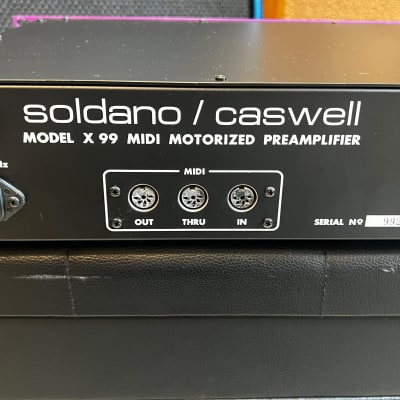 soldano / caswell
MODEL X 99 MIDI MOTORIZED PREAMPLIFIER
MIDI
OUT THRU IN
SERIAL Nº